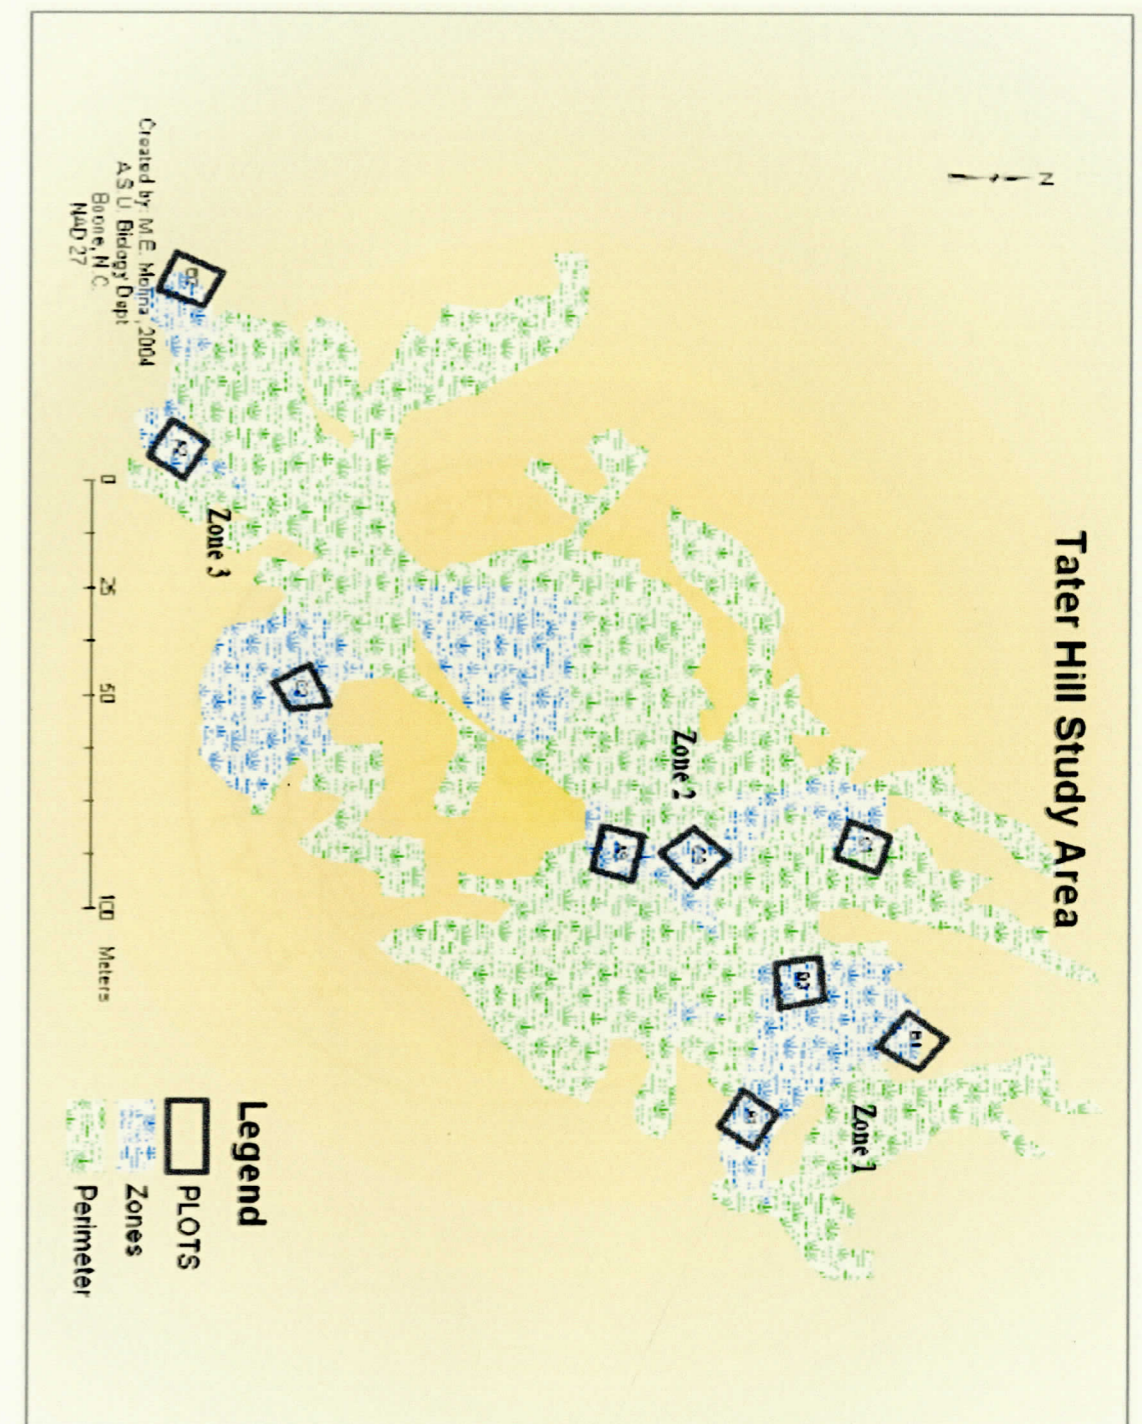 Tater Hill Study Area
N
Zone 1
Zone 2
Zone 3
Legend
PLOTS
Zones
Perimeter
0
25
50
100
Meters
Created by: M.E. Molina, 2004
A.S.U. Biology Dept
Boone, N.C.
NAD 27